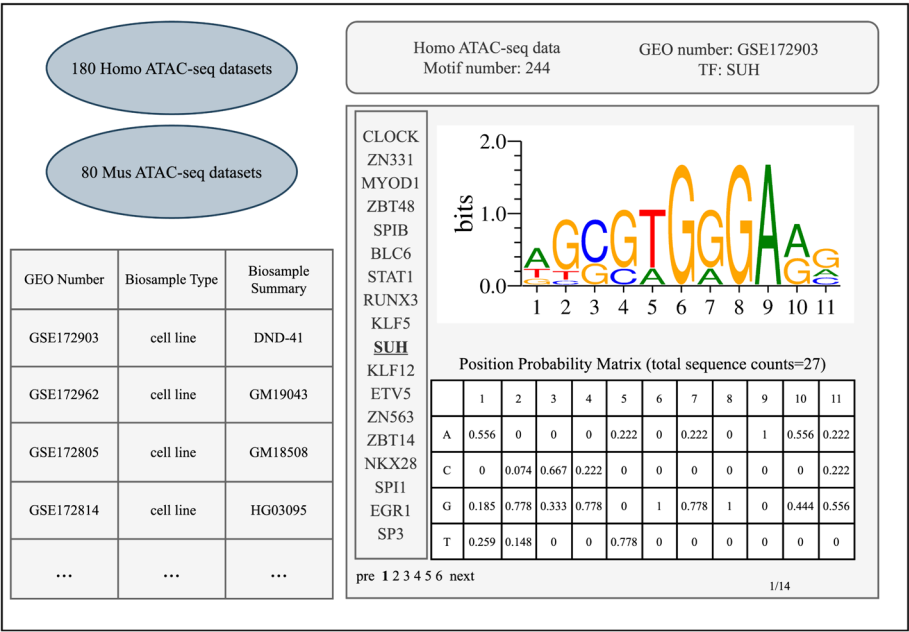 180 Homo ATAC-seq datasets
80 Mus ATAC-seq datasets
GEO Number Biosample Type Biosample Summary
GSE172903 cell line DND-41
GSE172962 cell line GM19043
GSE172805 cell line GM18508
GSE172814 cell line HG03095
... ... ...
Homo ATAC-seq data GEO number: GSE172903
Motif number: 244 TF: SUH
CLOCK
ZN331
MYOD1
ZBT48
SPIB
BLC6
STAT1
RUNX3
KLF5
SUH
KLF12
ETV5
ZN563
ZBT14
NKX28
SPI1
EGR1
SP3
pre 1 2 3 4 5 6 next
bits
2.0
1.0
0.0
A G C G T G G G A A G
T T G C A A G A
G C C
1 2 3 4 5 6 7 8 9 10 11
Position Probability Matrix (total sequence counts=27)
1 2 3 4 5 6 7 8 9 10 11
A 0.556 0 0 0 0.222 0 0.222 0 1 0.556 0.222
C 0 0.074 0.667 0.222 0 0 0 0 0 0 0.222
G 0.185 0.778 0.333 0.778 0 1 0.778 1 0 0.444 0.556
T 0.259 0.148 0 0 0.778 0 0 0 0 0 0
1/14